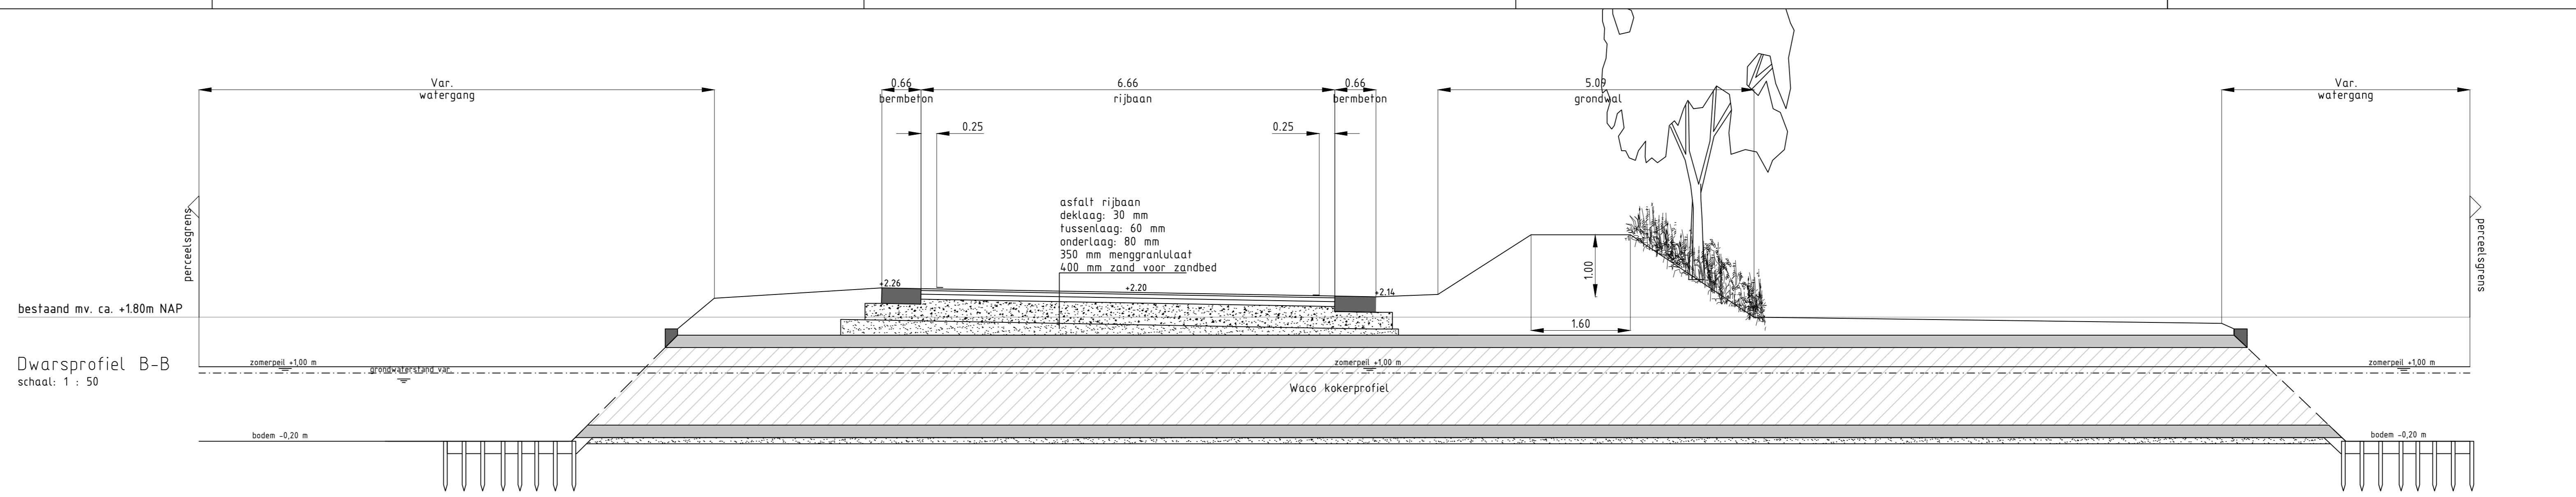 Var.
watergang
0.66
bermbeton
6.66
rijbaan
0.66
bermbeton
5.09
grondwal
Var.
watergang
0.25
0.25
perceelsgrens
asfalt rijbaan
deklaag: 30 mm
tussenlaag: 60 mm
onderlaag: 80 mm
350 mm menggranlulaat
400 mm zand voor zandbed
1.00
perceelsgrens
+2.26
+2.20
+2.14
bestaand mv. ca. +1.80m NAP
1.60
Dwarsprofiel B-B
schaal: 1 : 50
zomerpeil +1,00 m
grondwaterstand var.
zomerpeil +1,00 m
zomerpeil +1,00 m
Waco kokerprofiel
bodem -0,20 m
bodem -0,20 m